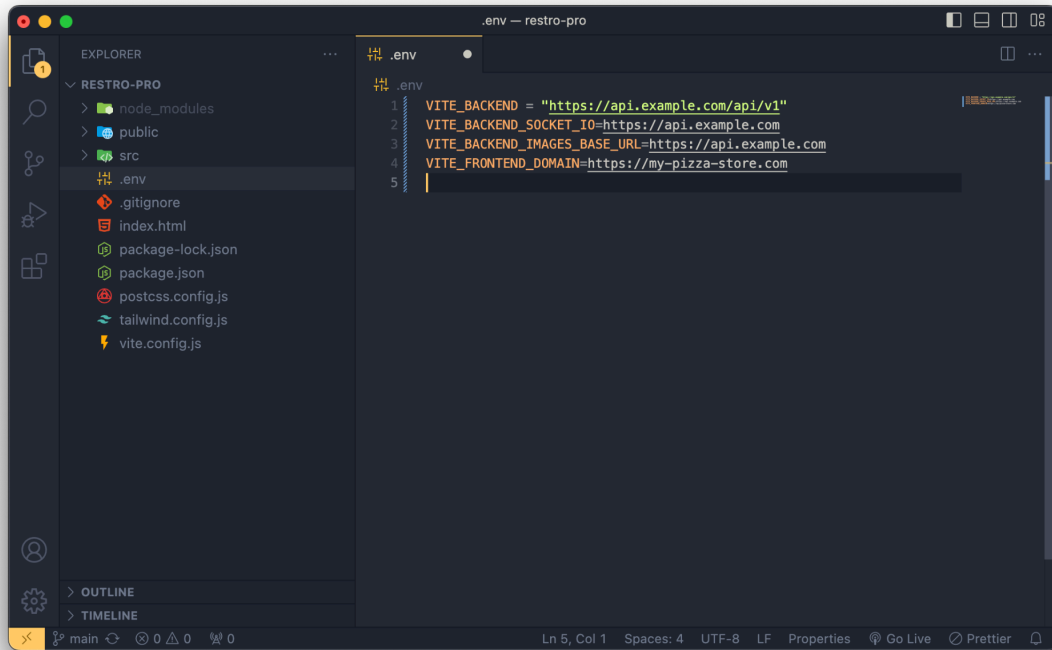 .env — restro-pro
EXPLORER
1
RESTRO-PRO
node_modules
public
src
.env
.gitignore
index.html
package-lock.json
package.json
postcss.config.js
tailwind.config.js
vite.config.js
OUTLINE
TIMELINE
.env
.env
1 VITE_BACKEND = "https://api.example.com/api/v1"
2 VITE_BACKEND_SOCKET_IO=https://api.example.com
3 VITE_BACKEND_IMAGES_BASE_URL=https://api.example.com
4 VITE_FRONTEND_DOMAIN=https://my-pizza-store.com
5
main 0 0 0 Ln 5, Col 1 Spaces: 4 UTF-8 LF Properties Go Live Prettier